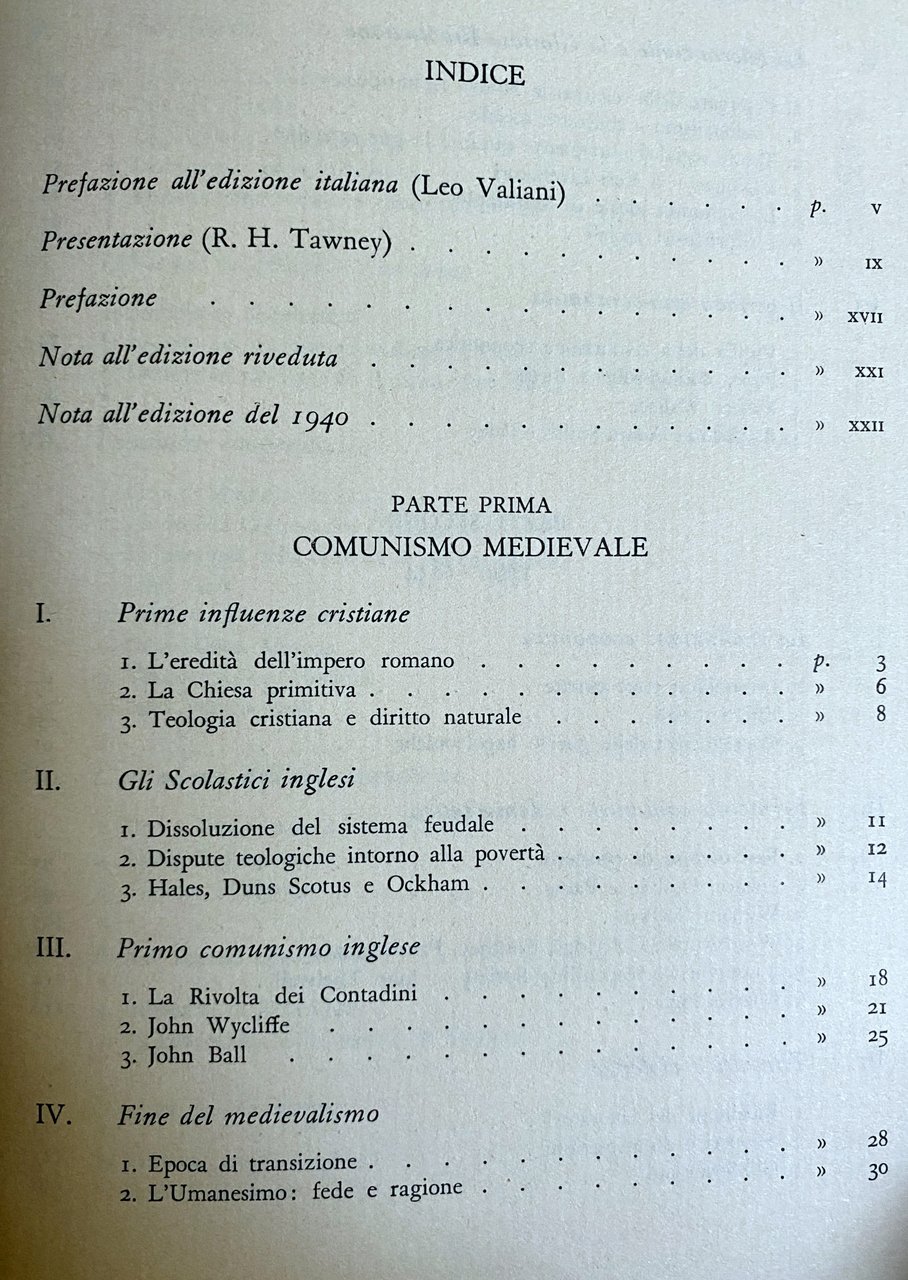 INDICE
Prefazione all'edizione italiana (Leo Valiani) . . . . . . p. v
Presentazione (R. H. Tawney) . . . . . . . . . . . » ix
Prefazione . . . . . . . . . . . . . . » xvii
Nota all'edizione riveduta . . . . . . . . . . . » xxi
Nota all'edizione del 1940 . . . . . . . . . . . » xxii
PARTE PRIMA
COMUNISMO MEDIEVALE
I. Prime influenze cristiane
1. L'eredità dell'impero romano . . . . . . . . . p. 3
2. La Chiesa primitiva . . . . . . . . . . . . » 6
3. Teologia cristiana e diritto naturale . . . . . . . » 8
II. Gli Scolastici inglesi
1. Dissoluzione del sistema feudale . . . . . . . . » 11
2. Dispute teologiche intorno alla povertà . . . . . . . » 12
3. Hales, Duns Scotus e Ockham . . . . . . . . . » 14
III. Primo comunismo inglese
1. La Rivolta dei Contadini . . . . . . . . . . » 18
2. John Wycliffe . . . . . . . . . . . . . » 21
3. John Ball . . . . . . . . . . . . . . » 25
IV. Fine del medievalismo
1. Epoca di transizione . . . . . . . . . . . . » 28
2. L'Umanesimo: fede e ragione . . . . . . . . . » 30